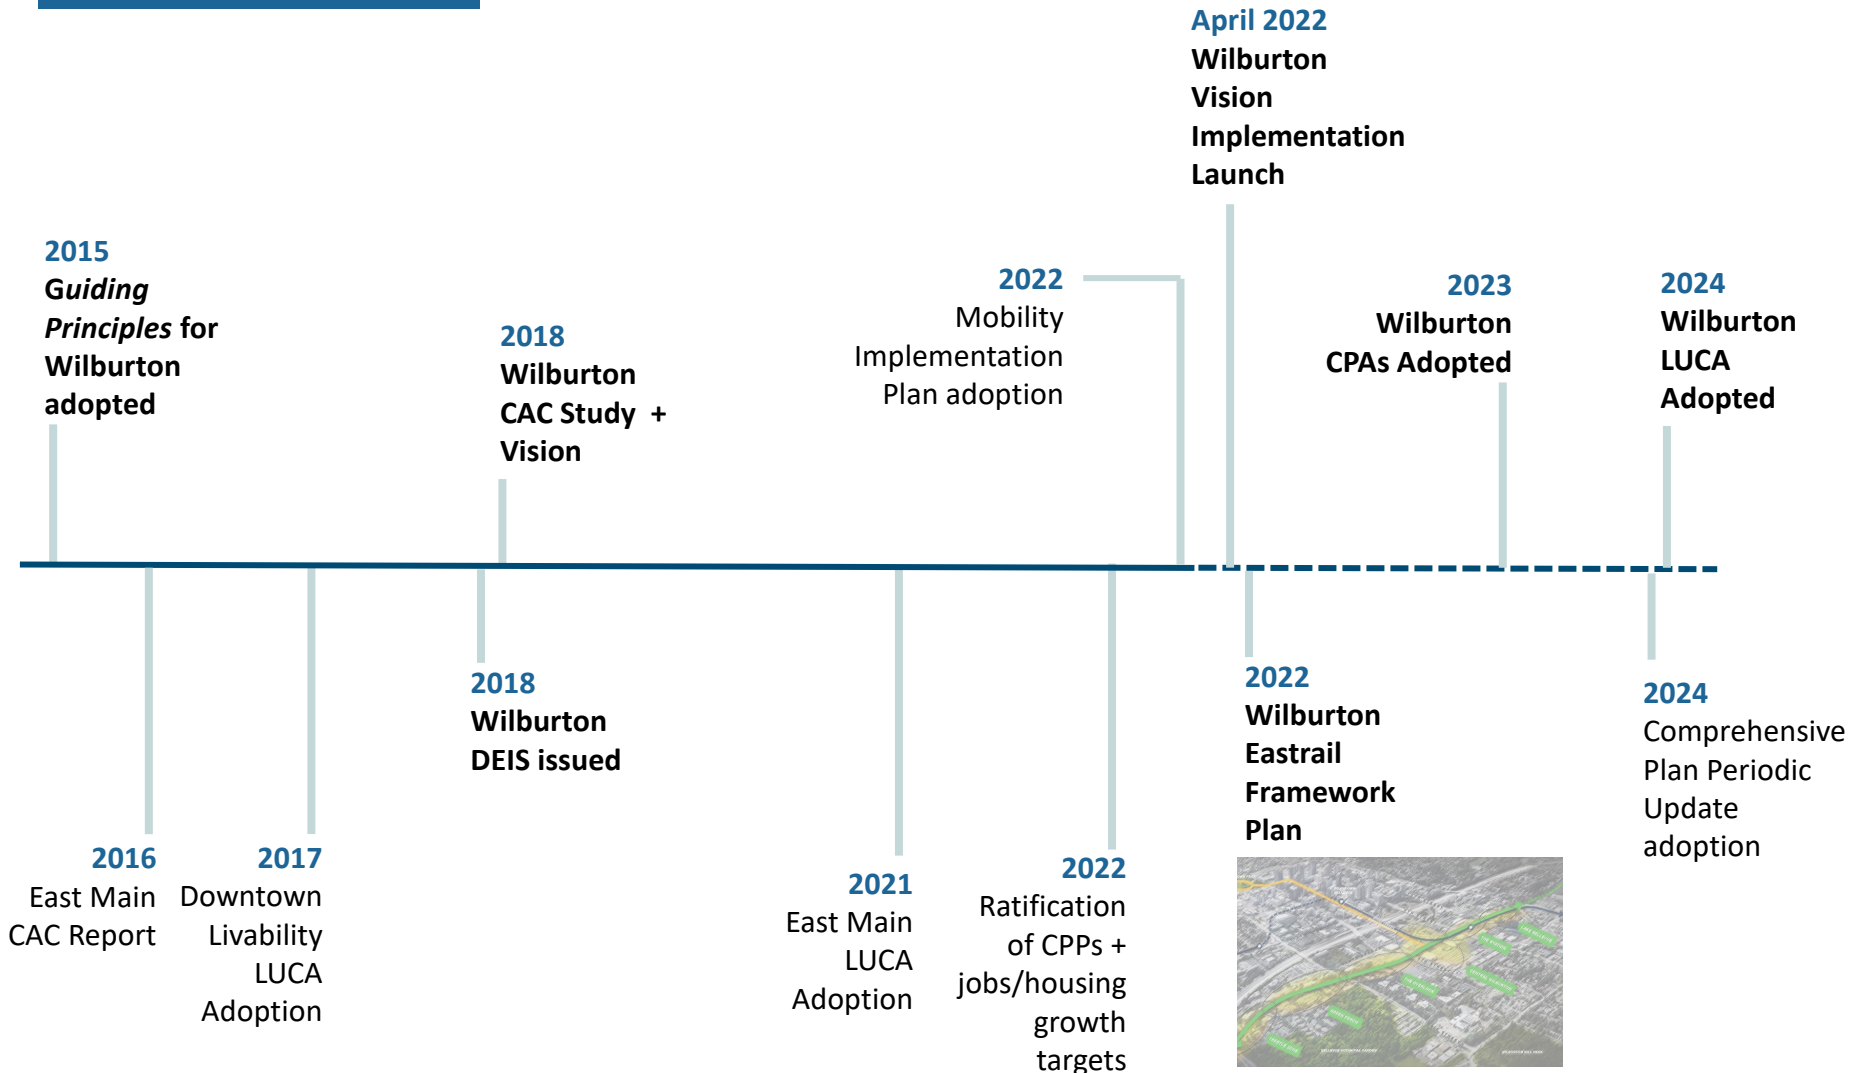 April 2022
Wilburton
Vision
Implementation
Launch
2015
Guiding
Principles for
Wilburton
adopted
2018
Wilburton
CAC Study +
Vision
2022
Mobility
Implementation
Plan adoption
2023
Wilburton
CPAs Adopted
2024
Wilburton
LUCA
Adopted
2016
East Main
CAC Report
2017
Downtown
Livability
LUCA
Adoption
2018
Wilburton
DEIS issued
2021
East Main
LUCA
Adoption
2022
Ratification
of CPPs +
jobs/housing
growth
targets
2022
Wilburton
Eastrail
Framework
Plan
2024
Comprehensive
Plan Periodic
Update
adoption